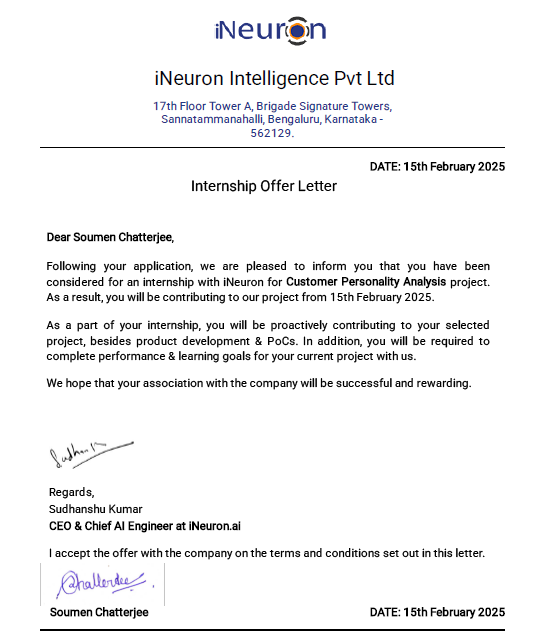 iNeuron
iNeuron Intelligence Pvt Ltd
17th Floor Tower A, Brigade Signature Towers,
Sannatammanahalli, Bengaluru, Karnataka -
562129.
DATE: 15th February 2025
Internship Offer Letter
Dear Soumen Chatterjee,
Following your application, we are pleased to inform you that you have been
considered for an internship with iNeuron for Customer Personality Analysis project.
As a result, you will be contributing to our project from 15th February 2025.
As a part of your internship, you will be proactively contributing to your selected
project, besides product development & PoCs. In addition, you will be required to
complete performance & learning goals for your current project with us.
We hope that your association with the company will be successful and rewarding.
Regards,
Sudhanshu Kumar
CEO & Chief AI Engineer at iNeuron.ai
I accept the offer with the company on the terms and conditions set out in this letter.
Soumen Chatterjee
DATE: 15th February 2025